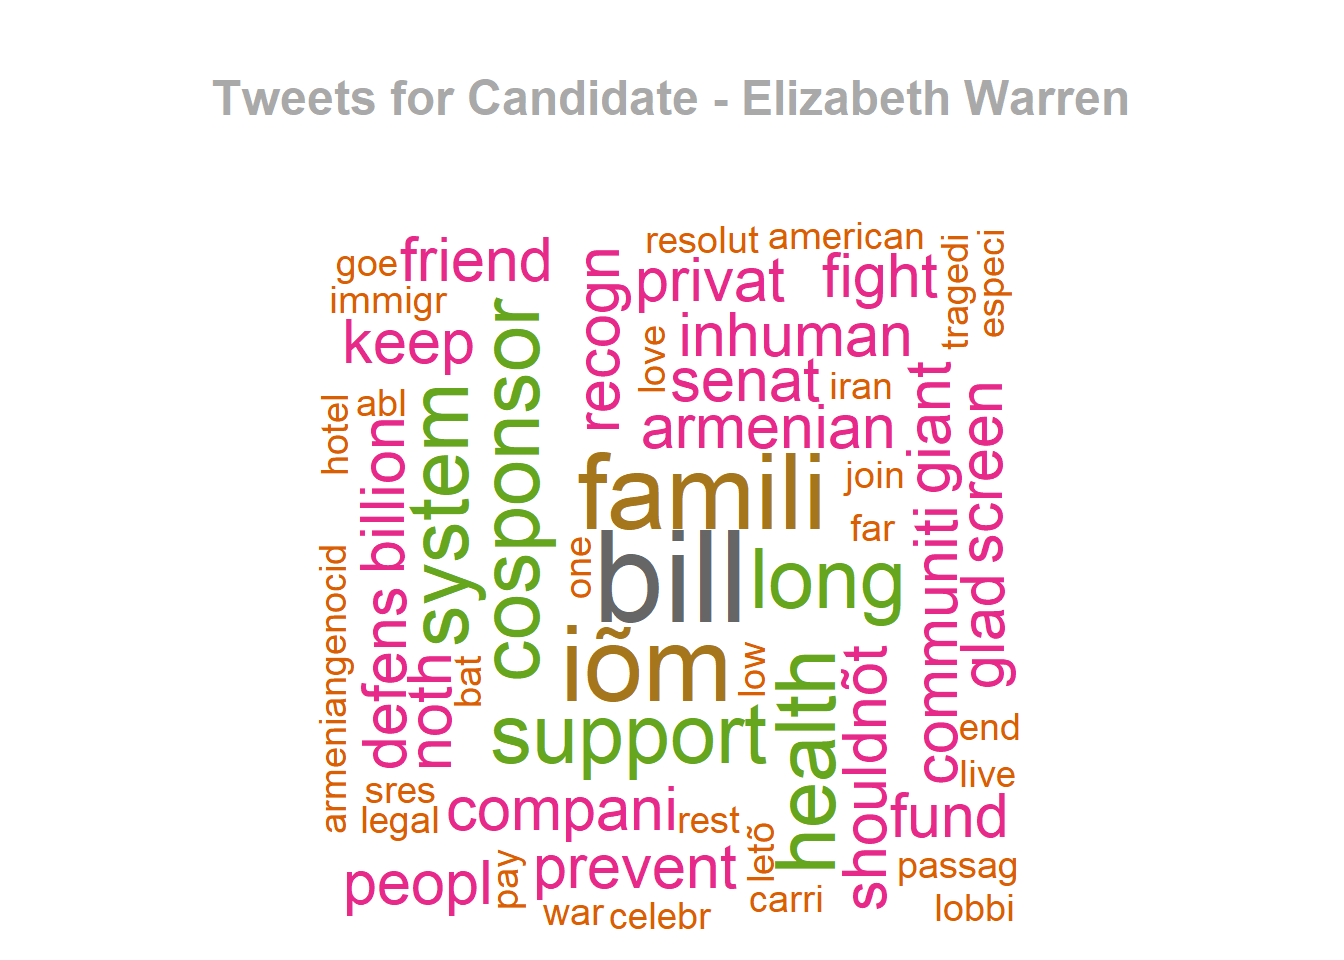 Tweets for Candidate - Elizabeth Warren
resolut
american
goe
friend
recogn
privat
fight
tragedi
especi
immigr
keep
cosponsor
love
inhuman
senat
iran
hotel
abl
system
armenian
giant
screen
billion
famili
join
far
one
bill
long
communiti
glad
armeniangenocid
defens
noth
bat
iõm
low
health
shouldnõt
support
end
live
sres
legal
compani
rest
letõ
fund
peopl
pay
prevent
carri
passag
war
celebr
lobbi